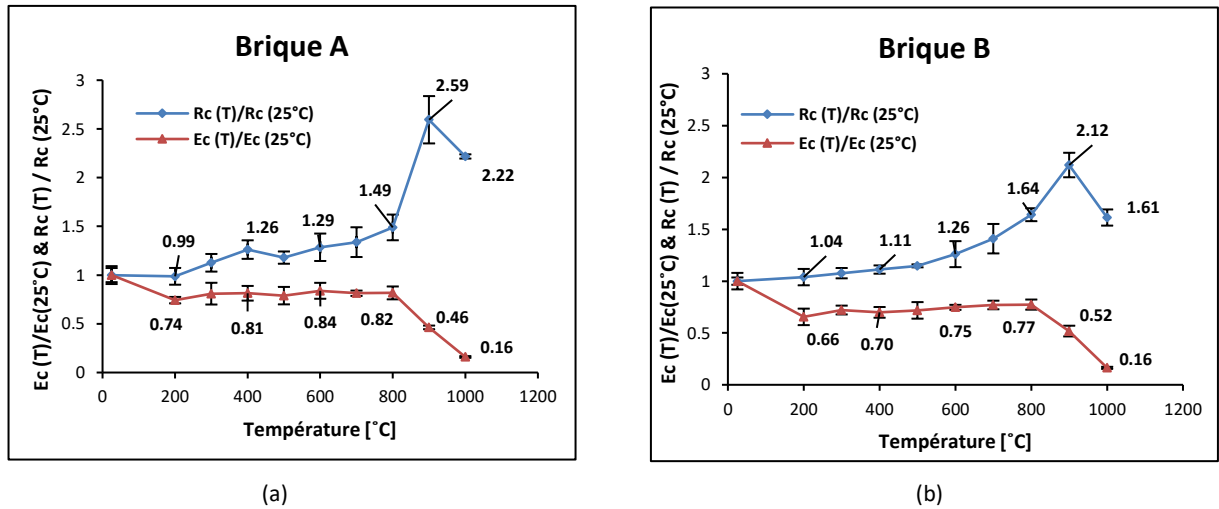 Brique A
Ec (T)/Ec(25°C) & Rc (T) / Rc (25°C)
3
2.5
2
1.5
1
0.5
0
Rc (T)/Rc (25°C)
Ec (T)/Ec (25°C)
2.59
2.22
1.49
1.29
1.26
0.99
0.74
0.81
0.84
0.82
0.46
0.16
0 200 400 600 800 1000 1200
Température [°C]
(a)
Brique B
Ec (T)/Ec(25°C) & Rc (T) / Rc (25°C)
3
2.5
2
1.5
1
0.5
0
Rc (T)/Rc (25°C)
Ec (T)/Ec (25°C)
2.12
1.61
1.64
1.26
1.11
1.04
0.66
0.70
0.75
0.77
0.52
0.16
0 200 400 600 800 1000 1200
Température [°C]
(b)